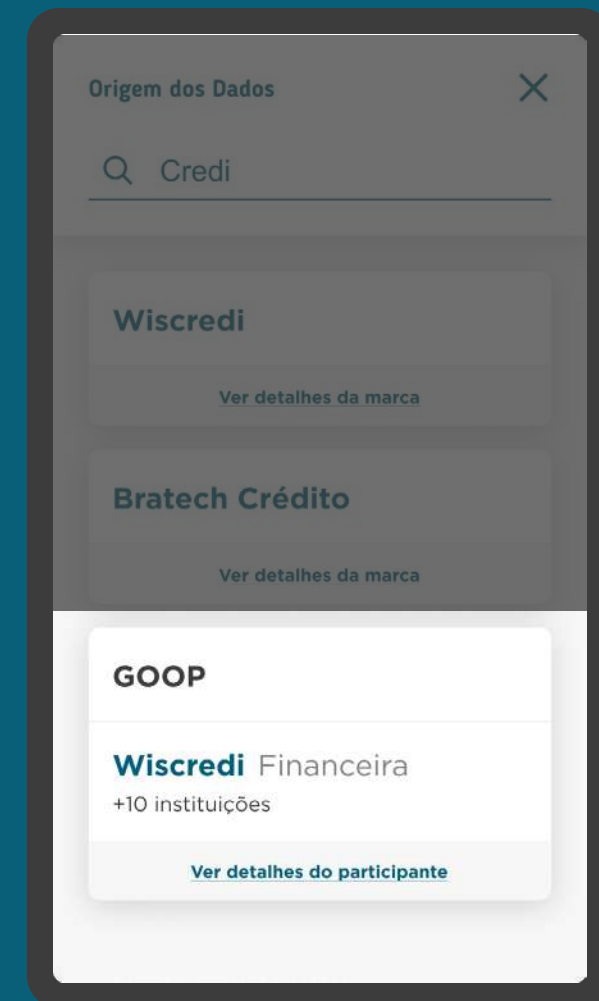 Origem dos Dados
Credi
Wiscredi
Ver detalhes da marca
Bratech Crédito
Ver detalhes da marca
GOOP
Wiscredi Financeira
+10 instituições
Ver detalhes do participante